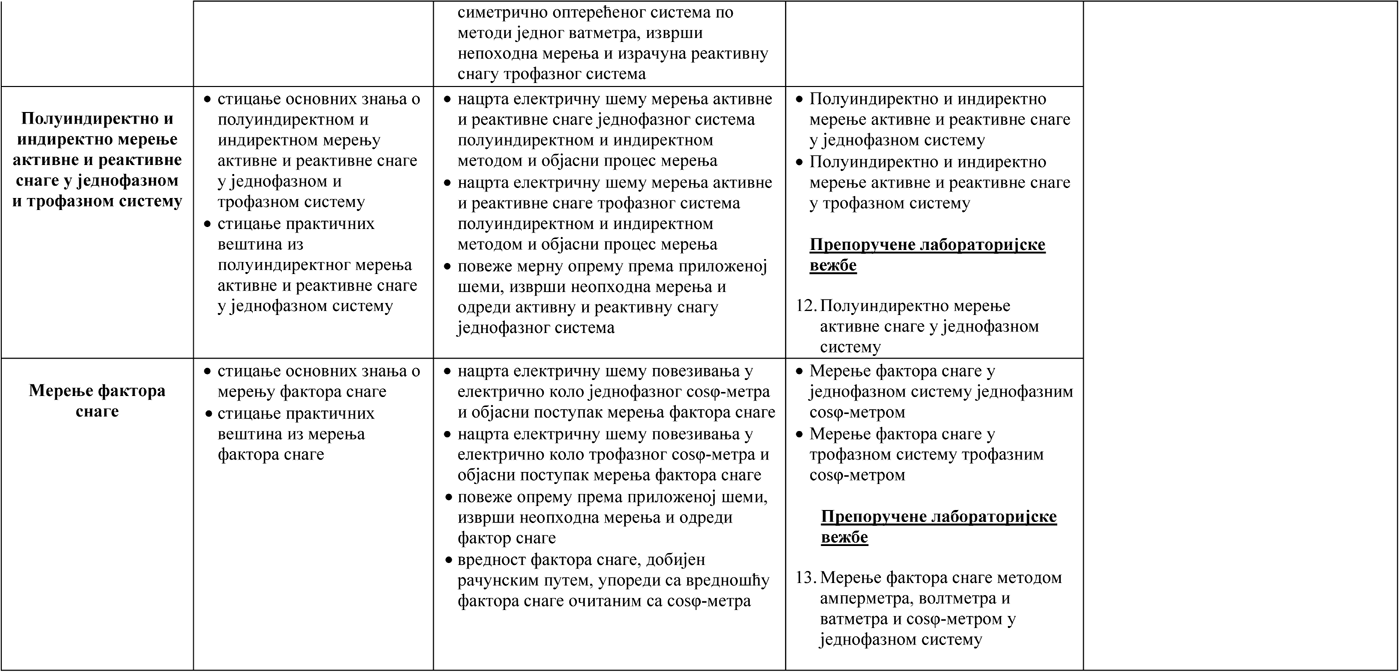 симетрично оптерећеног система по
методи једног ватметра, изврши
непоходна мерења и израчуна реактивну
снагу трофазног система
Полуиндиректно и
индиректно мерење
активне и реактивне
снаге у једнофазном
и трофазном систему
• стицање основних знања о
полуиндиректном и
индиректном мерењу
активне и реактивне снаге
у једнофазном и
трофазном систему
• стицање практичних
вештина из
полуиндиректног мерења
активне и реактивне снаге
у једнофазном систему
• нацрта електричну шему мерења активне
и реактивне снаге једнофазног система
полуиндиректном и индиректном
методом и објасни процес мерења
• нацрта електричну шему мерења активне
и реактивне снаге трофазног система
полуиндиректном и индиректном
методом и објасни процес мерења
• повеже мерну опрему према приложеној
шеми, изврши неопходна мерења и
одреди активну и реактивну снагу
једнофазног система
• Полуиндиректно и индиректно
мерење активне и реактивне снаге
у једнофазном систему
• Полуиндиректно и индиректно
мерење активне и реактивне снаге
у трофазном систему
Препоручене лабораторијске
вежбе
12. Полуиндиректно мерење
активне снаге у једнофазном
систему
Мерење фактора
снаге
• стицање основних знања о
мерењу фактора снаге
• стицање практичних
вештина из мерења
фактора снаге
• нацрта електричну шему повезивања у
електрично коло једнофазног cosφ-метра
и објасни поступак мерења фактора снаге
• нацрта електричну шему повезивања у
електрично коло трофазног cosφ-метра и
објасни поступак мерења фактора снаге
• повеже опрему према приложеној шеми,
изврши неопходна мерења и одреди
фактор снаге
• вредност фактора снаге, добијен
рачунским путем, упореди са вредношћу
фактора снаге очитаним са cosφ-метра
• Мерење фактора снаге у
једнофазном систему једнофазним
cosφ-метром
• Мерење фактора снаге у
трофазном систему трофазним
cosφ-метром
Препоручене лабораторијске
вежбе
13. Мерење фактора снаге методом
амперметра, волтметра и
ватметра и cosφ-метром у
једнофазном систему